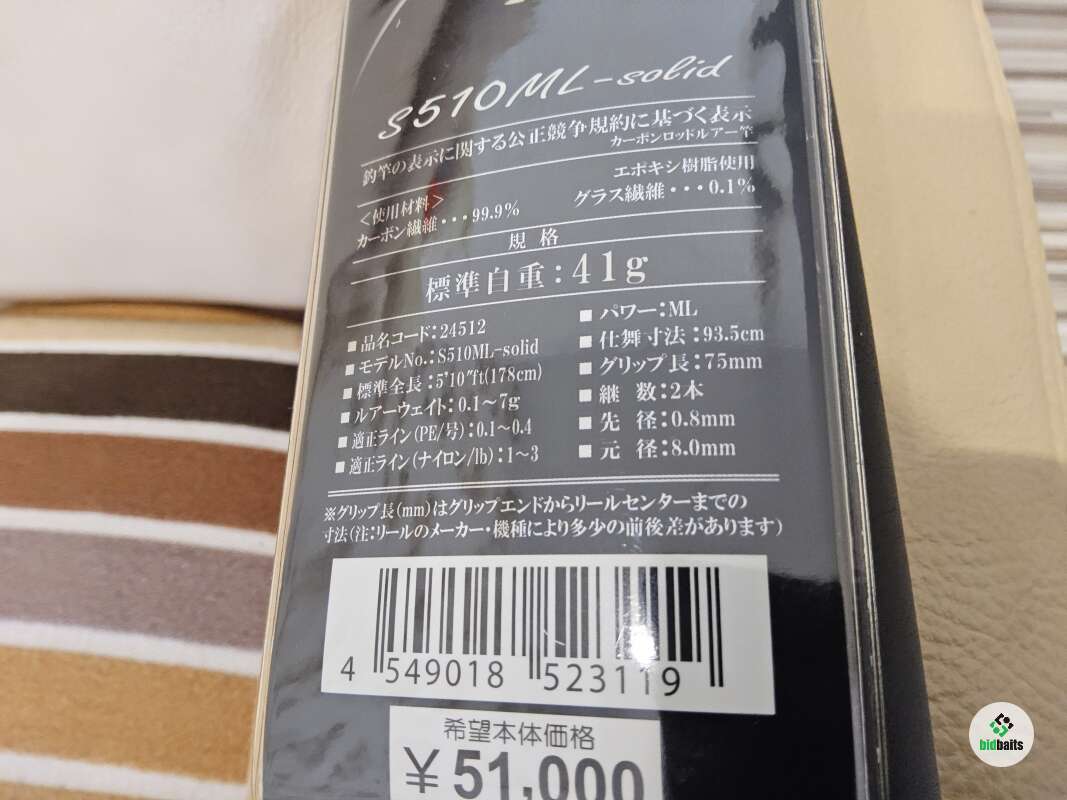 S510ML-solid
釣竿の表示に関する公正競争規約に基づく表示
カーボンロッドルアー竿
<使用材料>
エポキシ樹脂使用
カーボン繊維・・・99.9%
グラス繊維・・・0.1%
規格
標準自重:41g
■品名コード:24512
■モデルNo.:S510ML-solid
■標準全長:5'10"ft(178cm)
■ルアーウェイト:0.1〜7g
■適正ライン(PE/号):0.1〜0.4
■適正ライン(ナイロン/lb):1〜3
■パワー:ML
■仕舞寸法:93.5cm
■グリップ長:75mm
■継 数:2本
■先 径:0.8mm
■元 径:8.0mm
※グリップ長(mm)はグリップエンドからリールセンターまでの
寸法(注:リールのメーカー・機種により多少の前後差があります)
4 549018 523119
希望本体価格
¥51,000
bidbaits